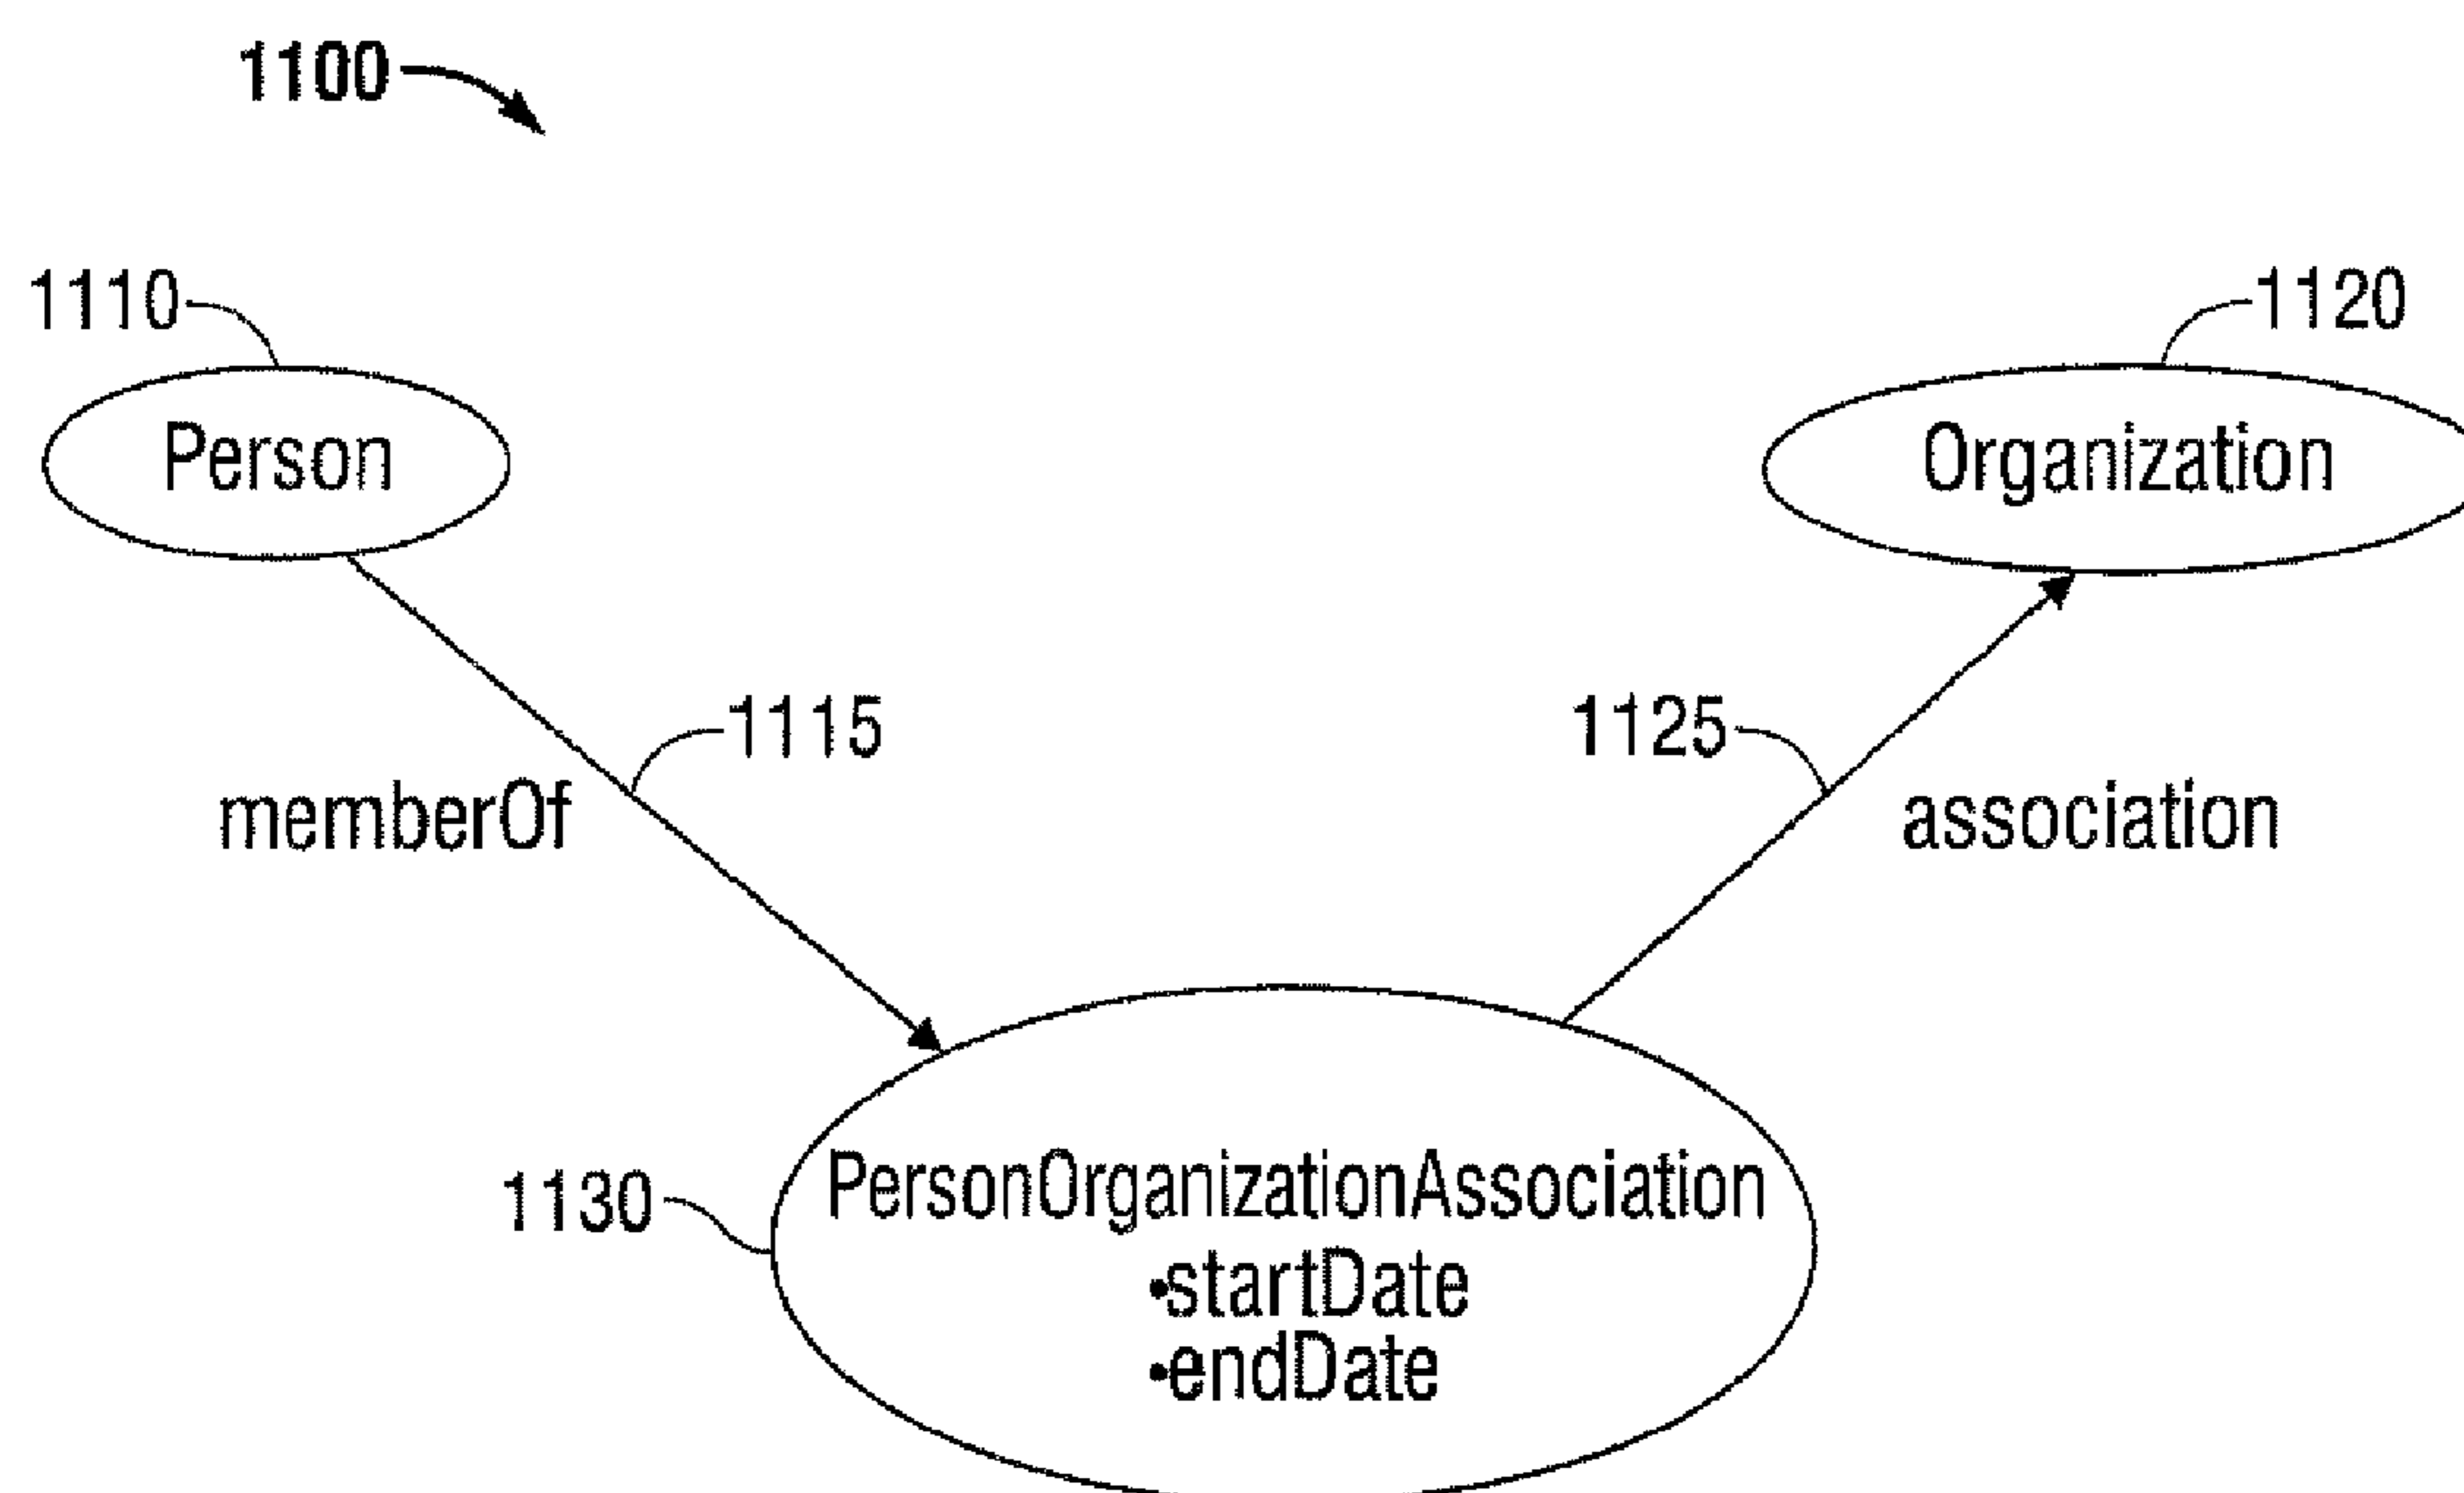 1100
1110
1120
Person
Organization
1115
1125
memberOf
association
1130
PersonOrganizationAssociation
•startDate
•endDate